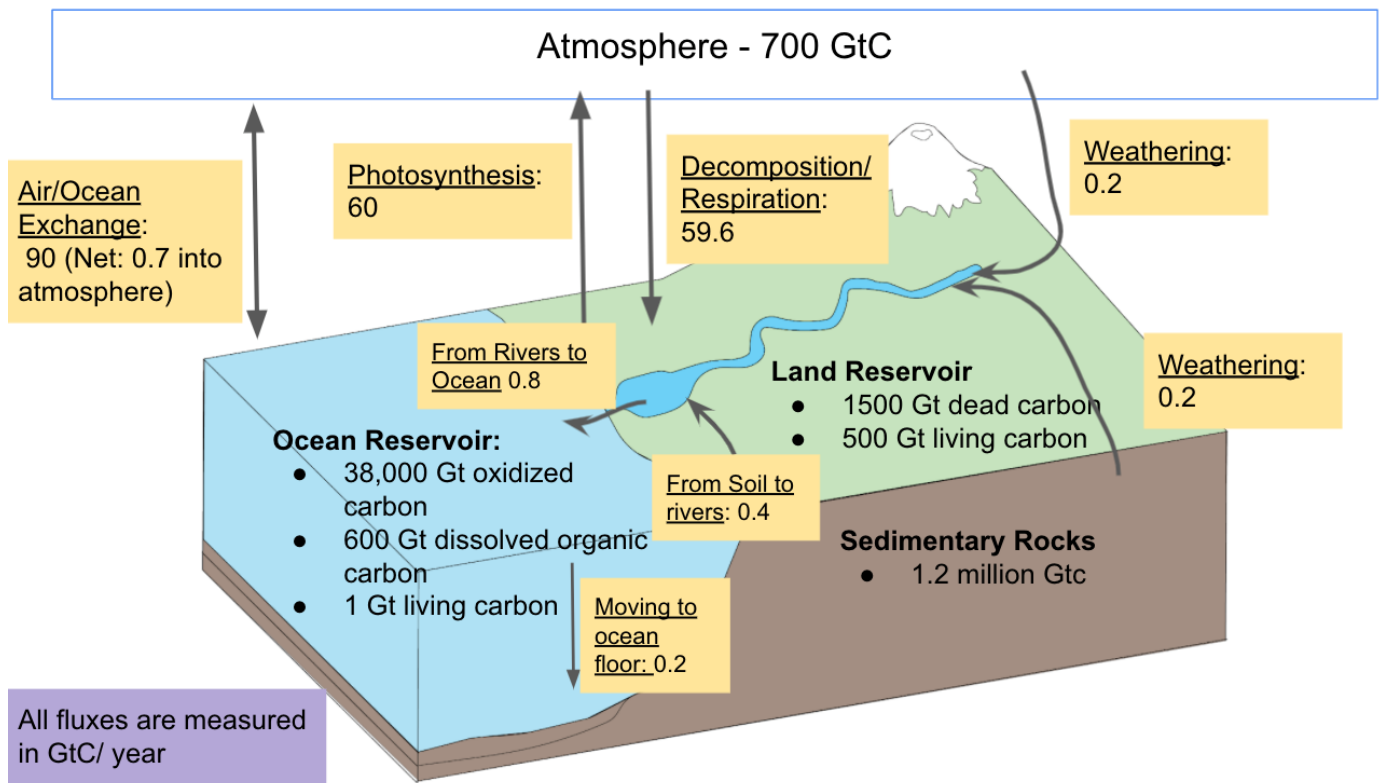 Atmosphere - 700 GtC
Air/Ocean
Exchange:
90 (Net: 0.7 into
atmosphere)
Photosynthesis:
60
Decomposition/
Respiration:
59.6
Weathering:
0.2
From Rivers to
Ocean 0.8
Land Reservoir
● 1500 Gt dead carbon
● 500 Gt living carbon
Weathering:
0.2
Ocean Reservoir:
● 38,000 Gt oxidized
carbon
● 600 Gt dissolved organic
carbon
● 1 Gt living carbon
From Soil to
rivers: 0.4
Sedimentary Rocks
● 1.2 million Gtc
Moving to
ocean
floor: 0.2
All fluxes are measured
in GtC/ year